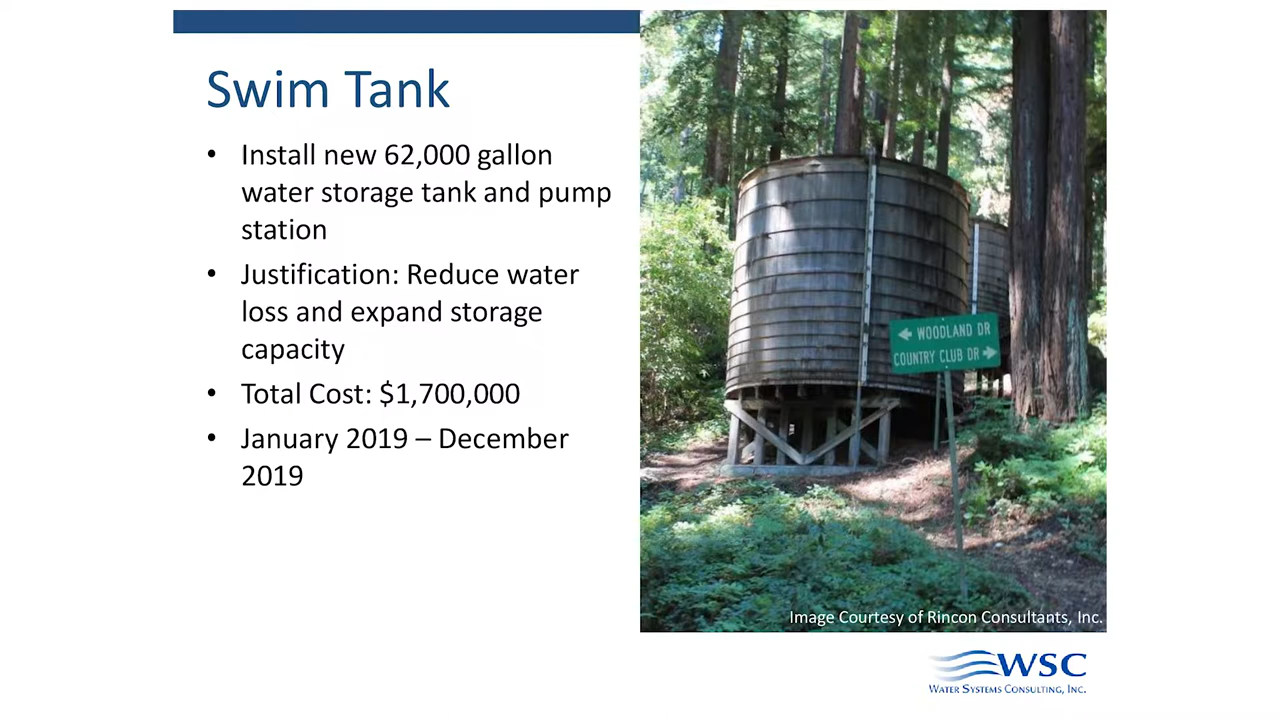 Swim Tank
• Install new 62,000 gallon
water storage tank and pump
station
• Justification: Reduce water
loss and expand storage
capacity
• Total Cost: $1,700,000
• January 2019 – December
2019
← WOODLAND DR
COUNTRY CLUB DR →
Image Courtesy of Rincon Consultants, Inc.
WSC
WATER SYSTEMS CONSULTING, INC.